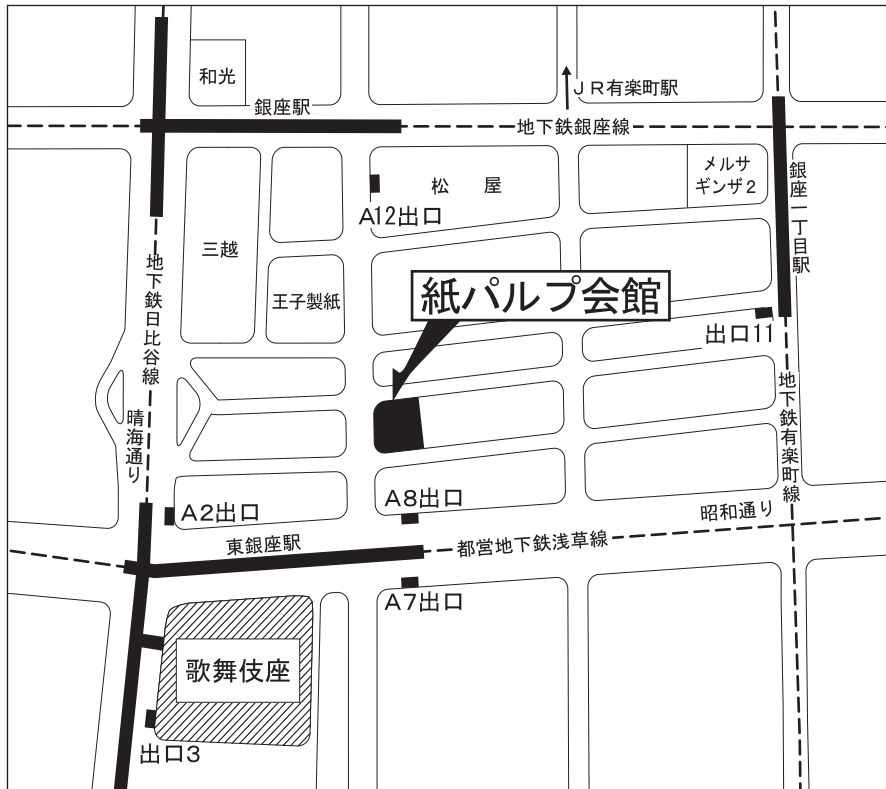 和光
銀座駅
JR有楽町駅
地下鉄銀座線
メルサ
ギンザ2
銀座一丁目駅
松屋
A12出口
三越
王子製紙
地下鉄日比谷線
紙パルプ会館
出口11
地下鉄有楽町線
晴海通り
A2出口
A8出口
昭和通り
東銀座駅
都営地下鉄浅草線
A7出口
歌舞伎座
出口3